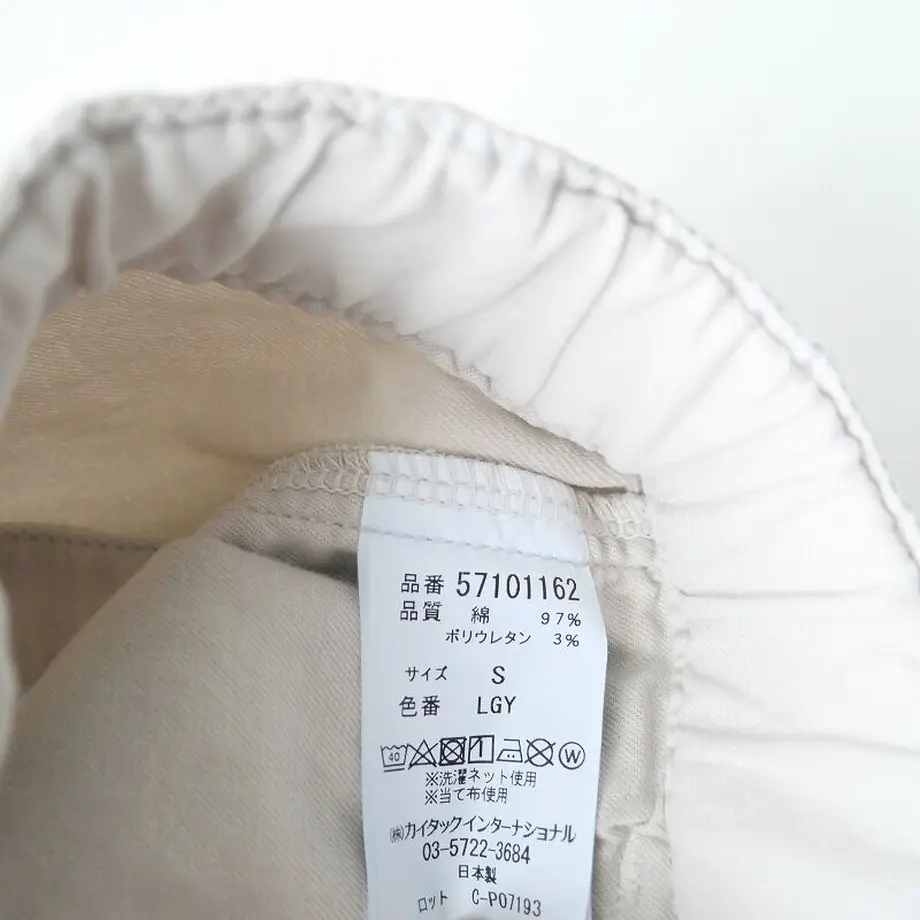 品番 57101162
品質 綿 97%
ポリウレタン 3%
サイズ S
色番 LGY
40 W
※洗濯ネット使用
※当て布使用
㈱カイタックインターナショナル
03-5722-3684
日本製
ロット C-P07193